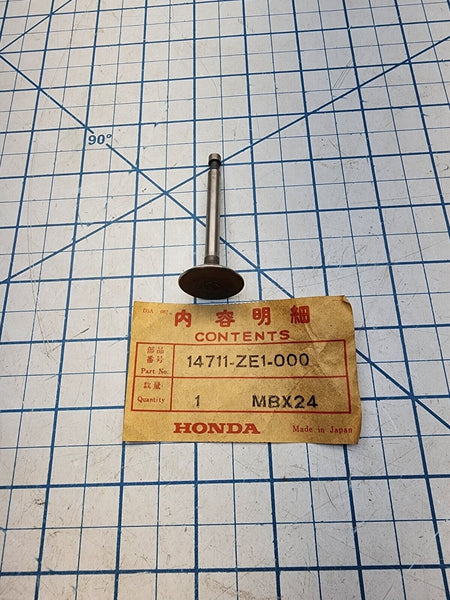 90°
内容明細
CONTENTS
部品
番号
Part No.
14711-ZE1-000
数量
Quantity
1 MBX24
HONDA
Made in Japan